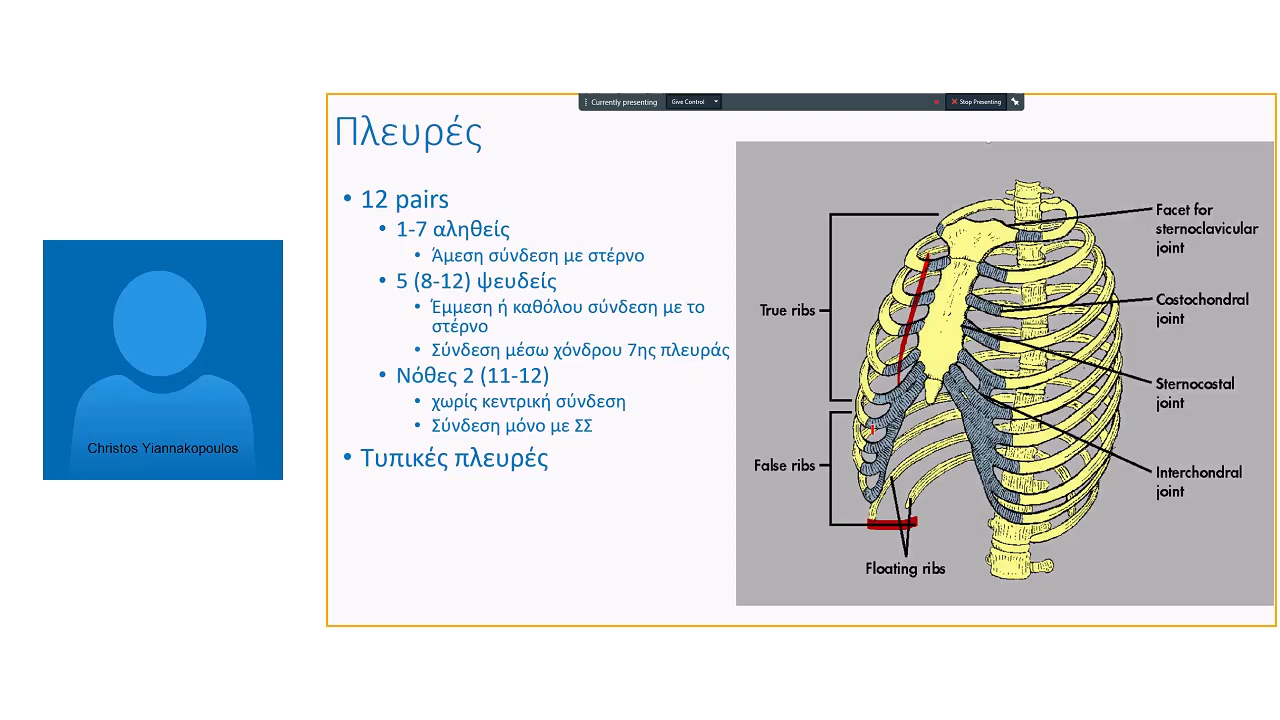 Currently presenting
Give Control
Stop Presenting
Πλευρές
• 12 pairs
• 1-7 αληθείς
• Άμεση σύνδεση με στέρνο
• 5 (8-12) ψευδείς
• Έμμεση ή καθόλου σύνδεση με το
στέρνο
• Σύνδεση μέσω χόνδρου 7ης πλευράς
• Νόθες 2 (11-12)
• χωρίς κεντρική σύνδεση
• Σύνδεση μόνο με ΣΣ
• Τυπικές πλευρές
Christos Yiannakopoulos
True ribs
False ribs
Floating ribs
Facet for
sternoclavicular
joint
Costochondral
joint
Sternocostal
joint
Interchondral
joint